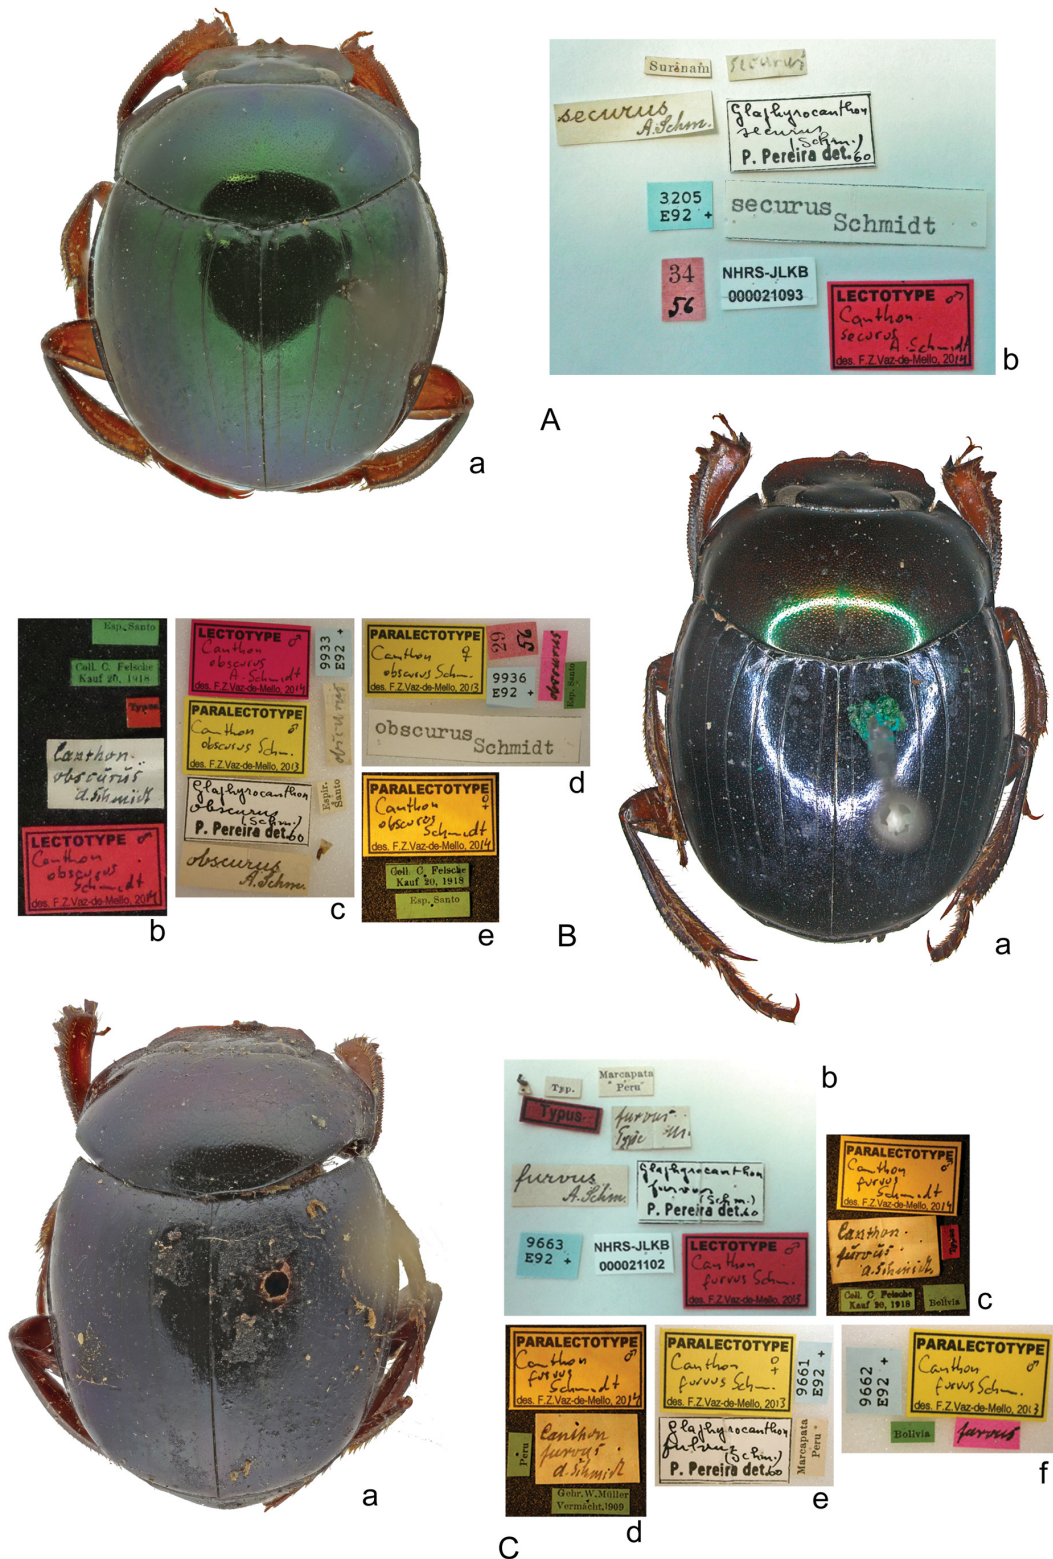 Surinam
securus
securus
A. Schm.
Glaphyrocanthon
securus
(Schm.)
P. Pereira det. 60
3205
E92 +
securus
Schmidt
34
56
NHRS-JLKB
000021093
LECTOTYPE ♂
Canthon
securus
A. Schmidt
des. F.Z.Vaz-de-Mello, 2014
b
a
A
Esp. Santo
Coll. C. Felsche
Kauf 20, 1918
Typus
Canthon
obscurus
A. Schmidt
LECTOTYPE ♂
Canthon
obscurus
Schmidt
des. F.Z.Vaz-de-Mello, 2014
b
LECTOTYPE ♂
Canthon
obscurus
A. Schmidt
des. F.Z.Vaz-de-Mello, 2014
9933
E92 +
PARALECTOTYPE
Canthon ♂
obscurus Schm.
des. F.Z.Vaz-de-Mello, 2013
Glaphyrocanthon
obscurus
(Schm.)
P. Pereira det. 60
Espir.
Santo
obscurus
A. Schm.
c
PARALECTOTYPE
Canthon ♀
obscurus Schm.
des. F.Z.Vaz-de-Mello, 2013
29
25
9936
E92 +
Esp. Santo
obscurus
Schmidt
d
PARALECTOTYPE
Canthon ♀
obscurus
Schmidt
des. F.Z.Vaz-de-Mello, 2014
Coll. C. Felsche
Kauf 20, 1918
Esp. Santo
e
B
a
a
Typ.
Marcapata
Peru
Typus
furvus
Type
furvus
A. Schm.
Glaphyrocanthon
furvus
(Schm.)
P. Pereira det. 60
9663
E92 +
NHRS-JLKB
000021102
LECTOTYPE ♂
Canthon
furvus Schm.
des. F.Z.Vaz-de-Mello, 2013
b
PARALECTOTYPE
Canthon ♂
furvus
Schmidt
des. F.Z.Vaz-de-Mello, 2014
Canthon
furvus
A. Schmidt
Coll. C. Felsche
Kauf 20, 1918
Bolivia
c
PARALECTOTYPE
Canthon ♂
furvus
Schmidt
des. F.Z.Vaz-de-Mello, 2014
Peru
Canthon
furvus
A. Schmidt
Gebr. W. Müller
Vermächt. 1909
d
PARALECTOTYPE
Canthon ♀
furvus Schm.
des. F.Z.Vaz-de-Mello, 2013
9661
E92 +
Glaphyrocanthon
fulvus
(Schm.)
P. Pereira det. 60
Marcapata
Peru
e
9662
E92 +
PARALECTOTYPE
Canthon ♂
furvus Schm.
des. F.Z.Vaz-de-Mello, 2013
Bolivia
furvus
f
C